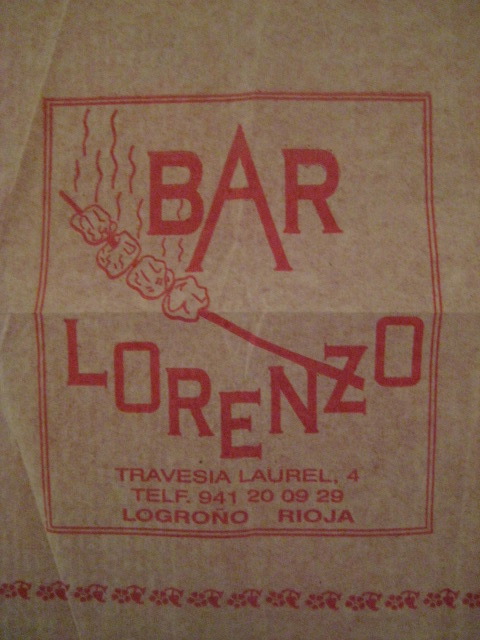 BAR
LORENZO
TRAVESIA LAUREL, 4
TELF. 941 20 09 29
LOGROÑO RIOJA